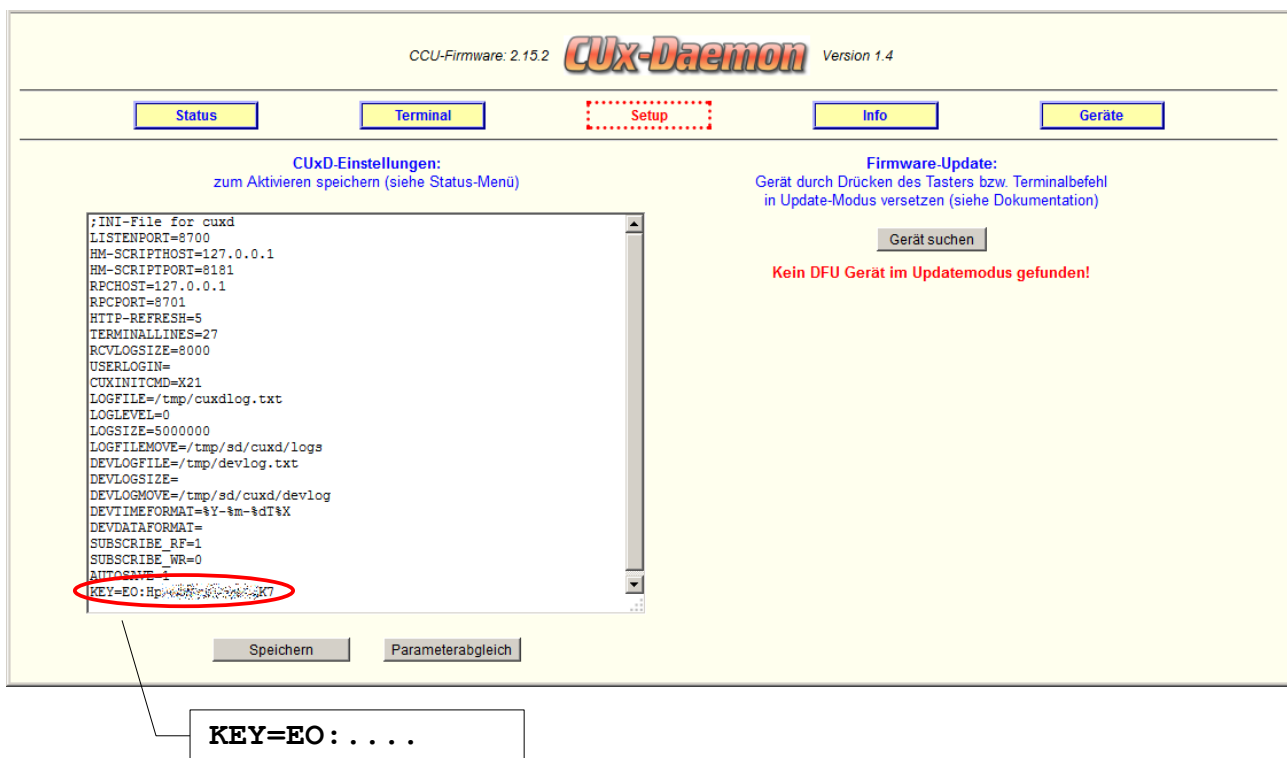 CCU-Firmware: 2.15.2 CUx-Daemon Version 1.4
Status Terminal Setup Info Geräte
CUxD-Einstellungen:
zum Aktivieren speichern (siehe Status-Menü)
;INI-File for cuxd
LISTENPORT=8700
HM-SCRIPTHOST=127.0.0.1
HM-SCRIPTPORT=8181
RPCHOST=127.0.0.1
RPCPORT=8701
HTTP-REFRESH=5
TERMINALLINES=27
RCVLOGSIZE=8000
USERLOGIN=
CUXINITCMD=X21
LOGFILE=/tmp/cuxdlog.txt
LOGLEVEL=0
LOGSIZE=5000000
LOGFILEMOVE=/tmp/sd/cuxd/logs
DEVLOGFILE=/tmp/devlog.txt
DEVLOGSIZE=
DEVLOGMOVE=/tmp/sd/cuxd/devlog
DEVTIMEFORMAT=%Y-%m-%dT%X
DEVDATAFORMAT=
SUBSCRIBE_RF=1
SUBSCRIBE_WR=0
AUTOSAVE=1
KEY=EO:Hp K7
Speichern Parameterabgleich
Firmware-Update:
Gerät durch Drücken des Tasters bzw. Terminalbefehl
in Update-Modus versetzen (siehe Dokumentation)
Gerät suchen
Kein DFU Gerät im Updatemodus gefunden!
KEY=EO:....